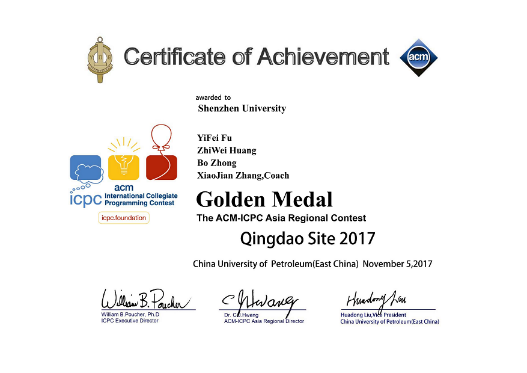 Certificate of Achievement
acm
awarded to
Shenzhen University
YiFei Fu
ZhiWei Huang
Bo Zhong
XiaoJian Zhang,Coach
acm
icpc International Collegiate
Programming Contest
icpc.foundation
Golden Medal
The ACM-ICPC Asia Regional Contest
Qingdao Site 2017
China University of Petroleum(East China) November 5,2017
William B. Poucher
William B.Poucher, Ph.D
ICPC Executive Director
C J Hwang
Dr. C.J.Hwang
ACM-ICPC Asia Regional Director
Huadong Liu,Vice President
China University of Petroleum(East China)